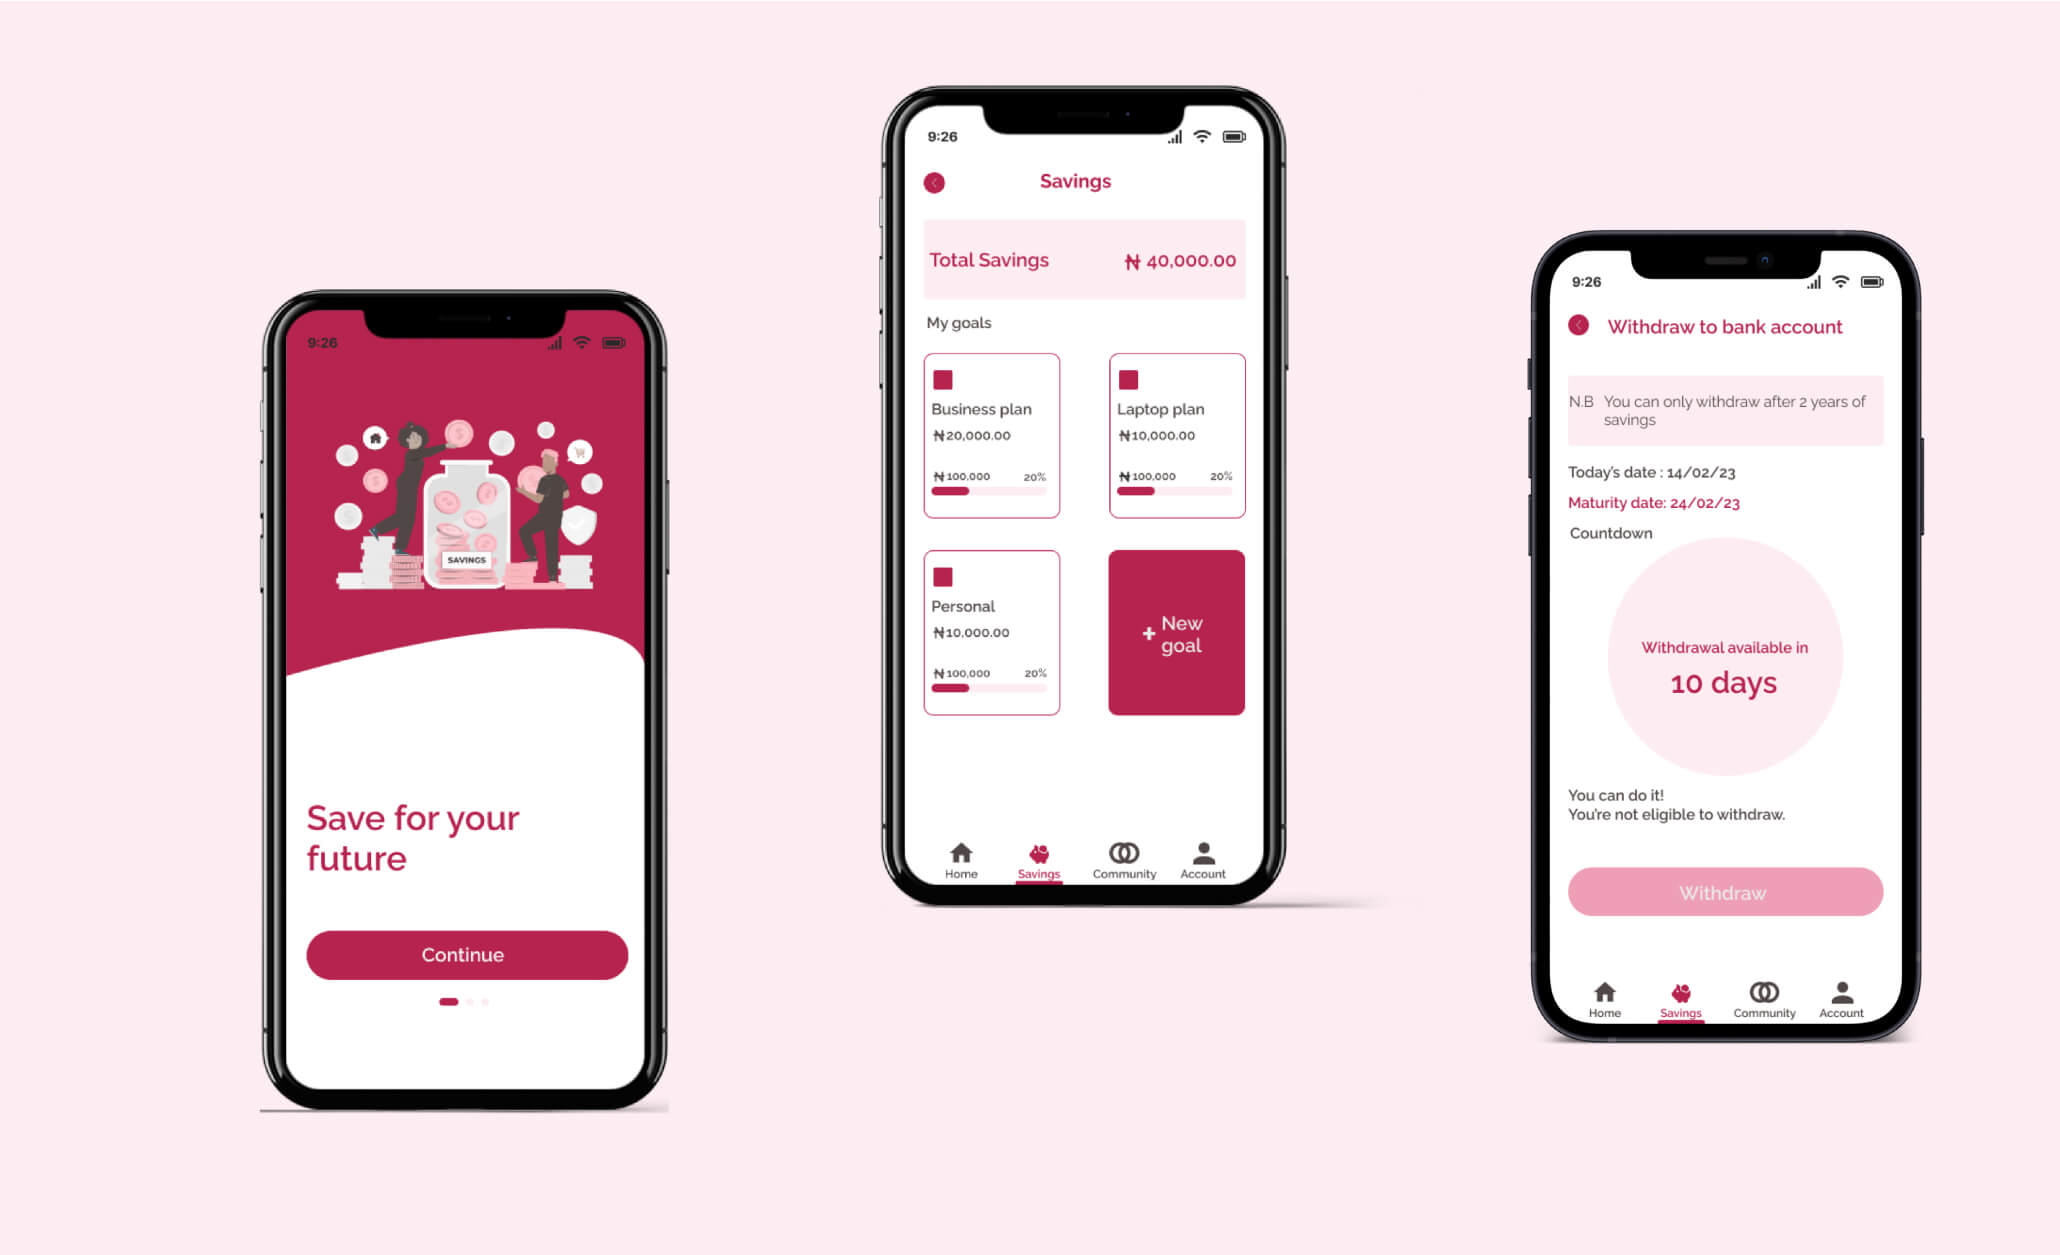 9:26
SAVINGS
Save for your
future
Continue
9:26
Savings
Total Savings ₦ 40,000.00
My goals
Business plan
₦20,000.00
₦100,000 20%
Laptop plan
₦10,000.00
₦100,000 20%
Personal
₦10,000.00
₦100,000 20%
+ New
goal
Home
Savings
Community
Account
9:26
Withdraw to bank account
N.B You can only withdraw after 2 years of
savings
Today's date : 14/02/23
Maturity date: 24/02/23
Countdown
Withdrawal available in
10 days
You can do it!
You're not eligible to withdraw.
Withdraw
Home
Savings
Community
Account